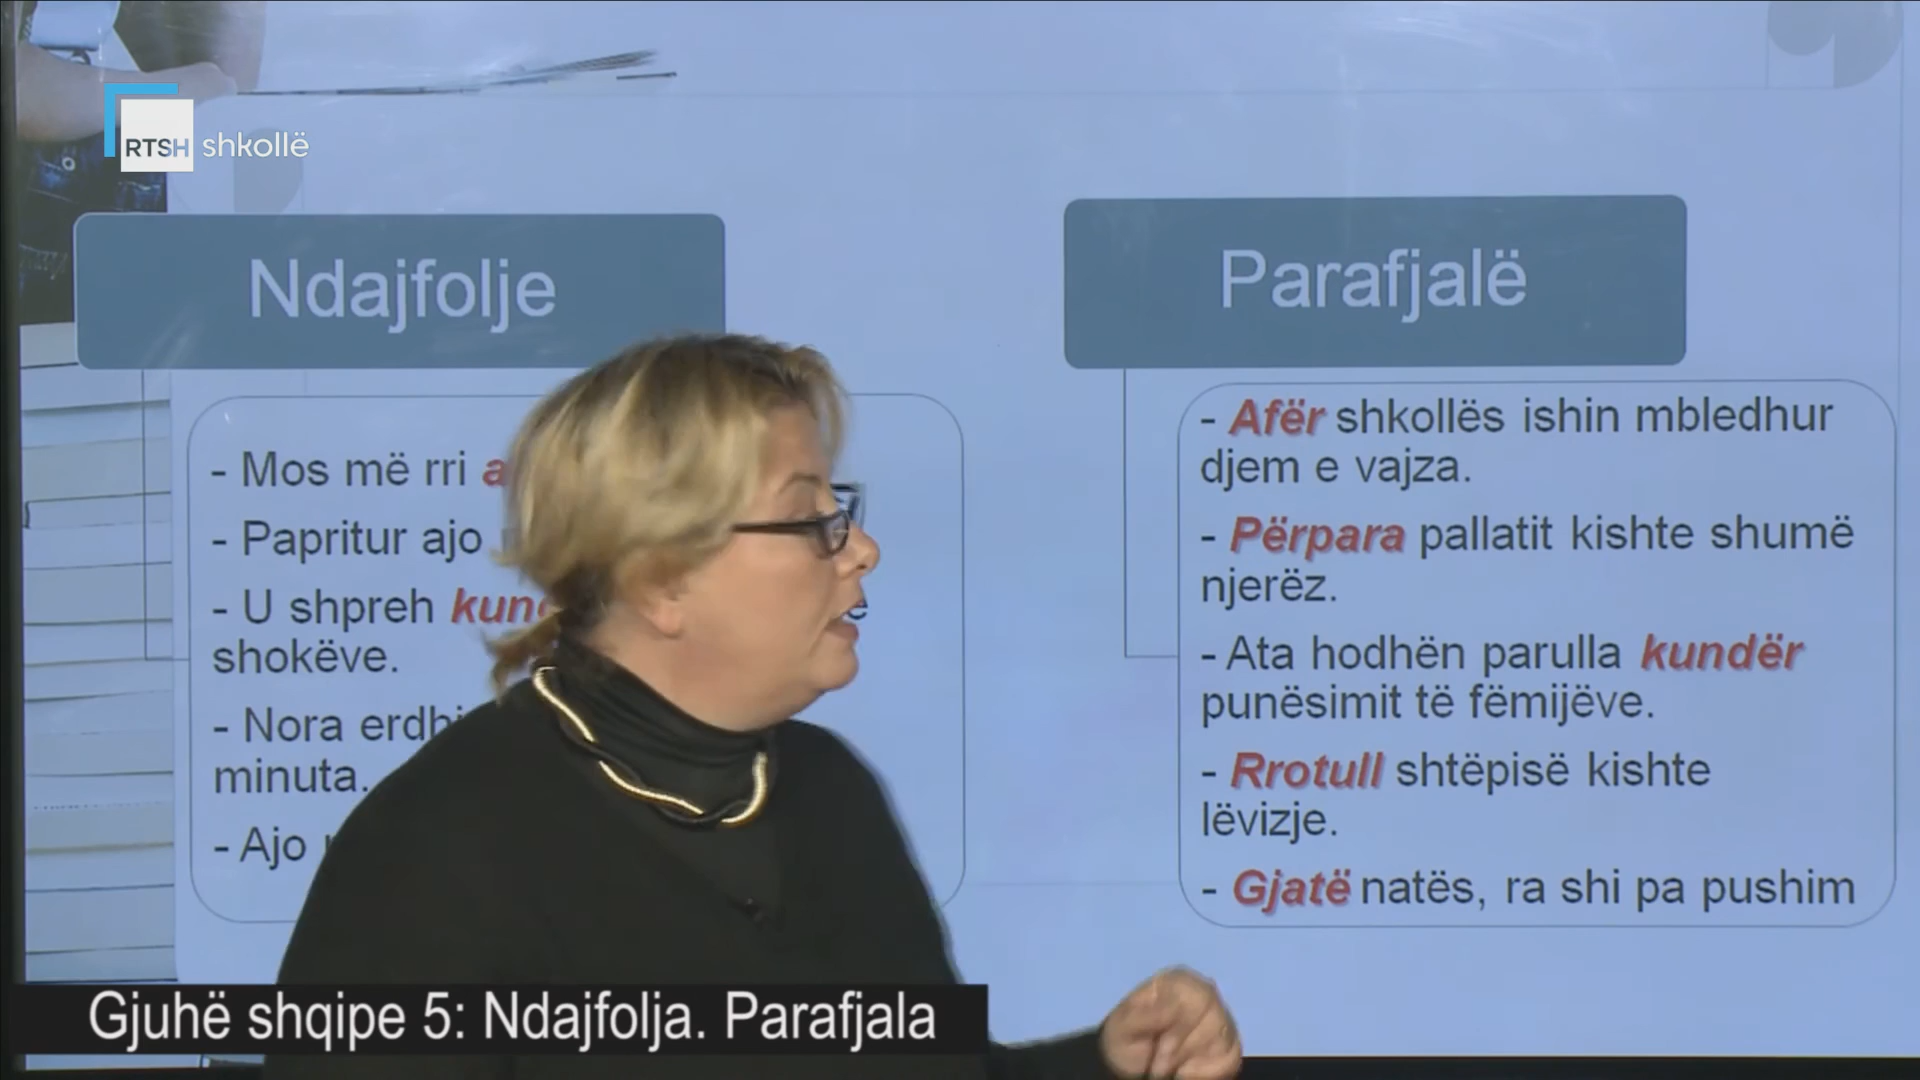 RTSH shkollë
Ndajfolje
- Mos më rri
- Papritur ajo
- U shpreh
shokëve.
- Nora erdhi
minuta.
- Ajo
Parafjalë
- Afër shkollës ishin mbledhur
djem e vajza.
- Përpara pallatit kishte shumë
njerëz.
- Ata hodhën parulla kundër
punësimit të fëmijëve.
- Rrotull shtëpisë kishte
lëvizje.
- Gjatë natës, ra shi pa pushim
Gjuhë shqipe 5: Ndajfolja. Parafjala